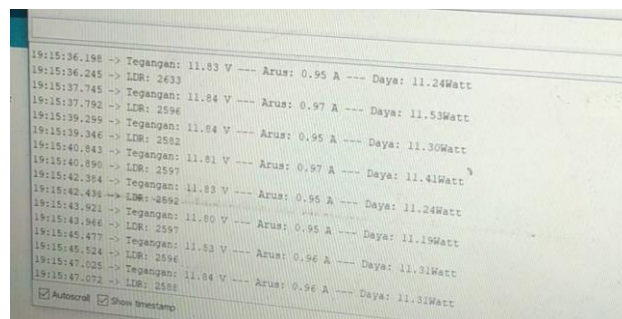 19:15:36.198 -> Tegangan: 11.83 V --- Arus: 0.95 A --- Daya: 11.24Watt
19:15:36.245 -> LDR: 2633
19:15:37.745 -> Tegangan: 11.84 V --- Arus: 0.97 A --- Daya: 11.53Watt
19:15:37.792 -> LDR: 2596
19:15:39.299 -> Tegangan: 11.84 V --- Arus: 0.95 A --- Daya: 11.30Watt
19:15:39.346 -> LDR: 2582
19:15:40.843 -> Tegangan: 11.81 V --- Arus: 0.97 A --- Daya: 11.41Watt
19:15:40.890 -> LDR: 2597
19:15:42.384 -> Tegangan: 11.83 V --- Arus: 0.95 A --- Daya: 11.24Watt
19:15:42.436 -> LDR: 2592
19:15:43.921 -> Tegangan: 11.80 V --- Arus: 0.95 A --- Daya: 11.19Watt
19:15:43.966 -> LDR: 2597
19:15:45.477 -> Tegangan: 11.83 V --- Arus: 0.96 A --- Daya: 11.31Watt
19:15:45.524 -> LDR: 2596
19:15:47.025 -> Tegangan: 11.84 V --- Arus: 0.96 A --- Daya: 11.31Watt
19:15:47.072 -> LDR: 2588
Autoscroll Show timestamp